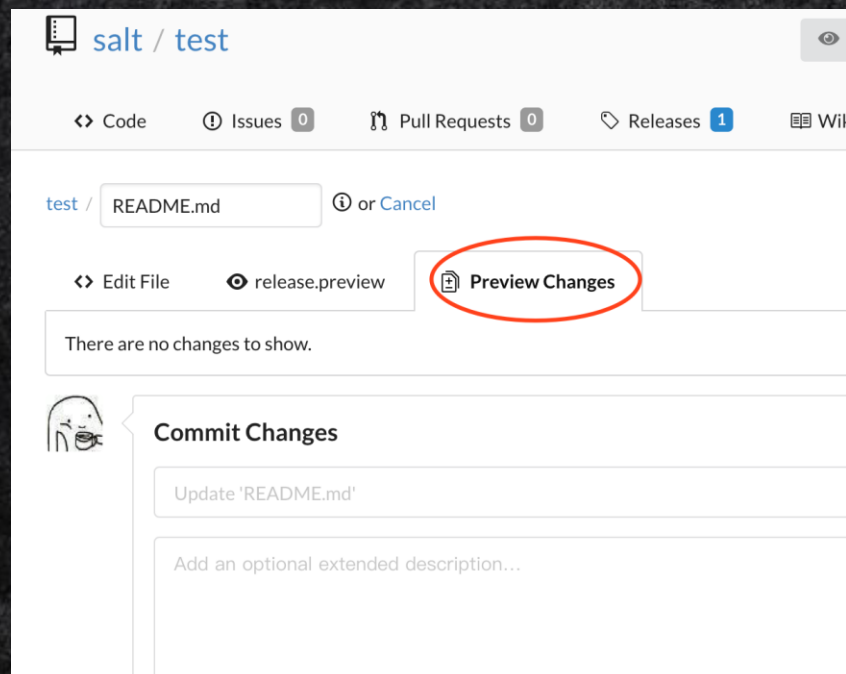 salt / test
Code Issues 0 Pull Requests 0 Releases 1
test / README.md or Cancel
Edit File release.preview Preview Changes
There are no changes to show.
Commit Changes
Update 'README.md'
Add an optional extended description...